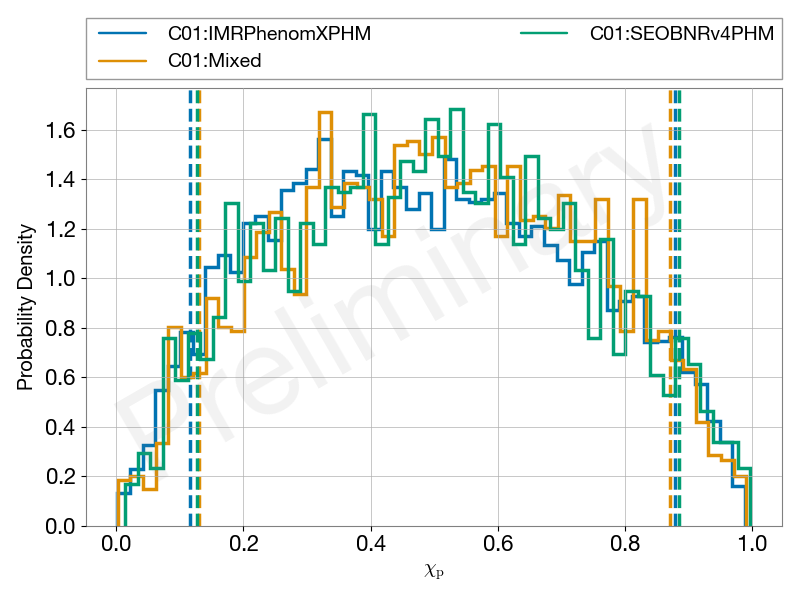 C01:IMRPhenomXPHM C01:SEOBNRv4PHM
C01:Mixed
Probability Density
1.6
1.4
1.2
1.0
0.8
0.6
0.4
0.2
0.0
Preliminary
0.0 0.2 0.4 0.6 0.8 1.0
χp